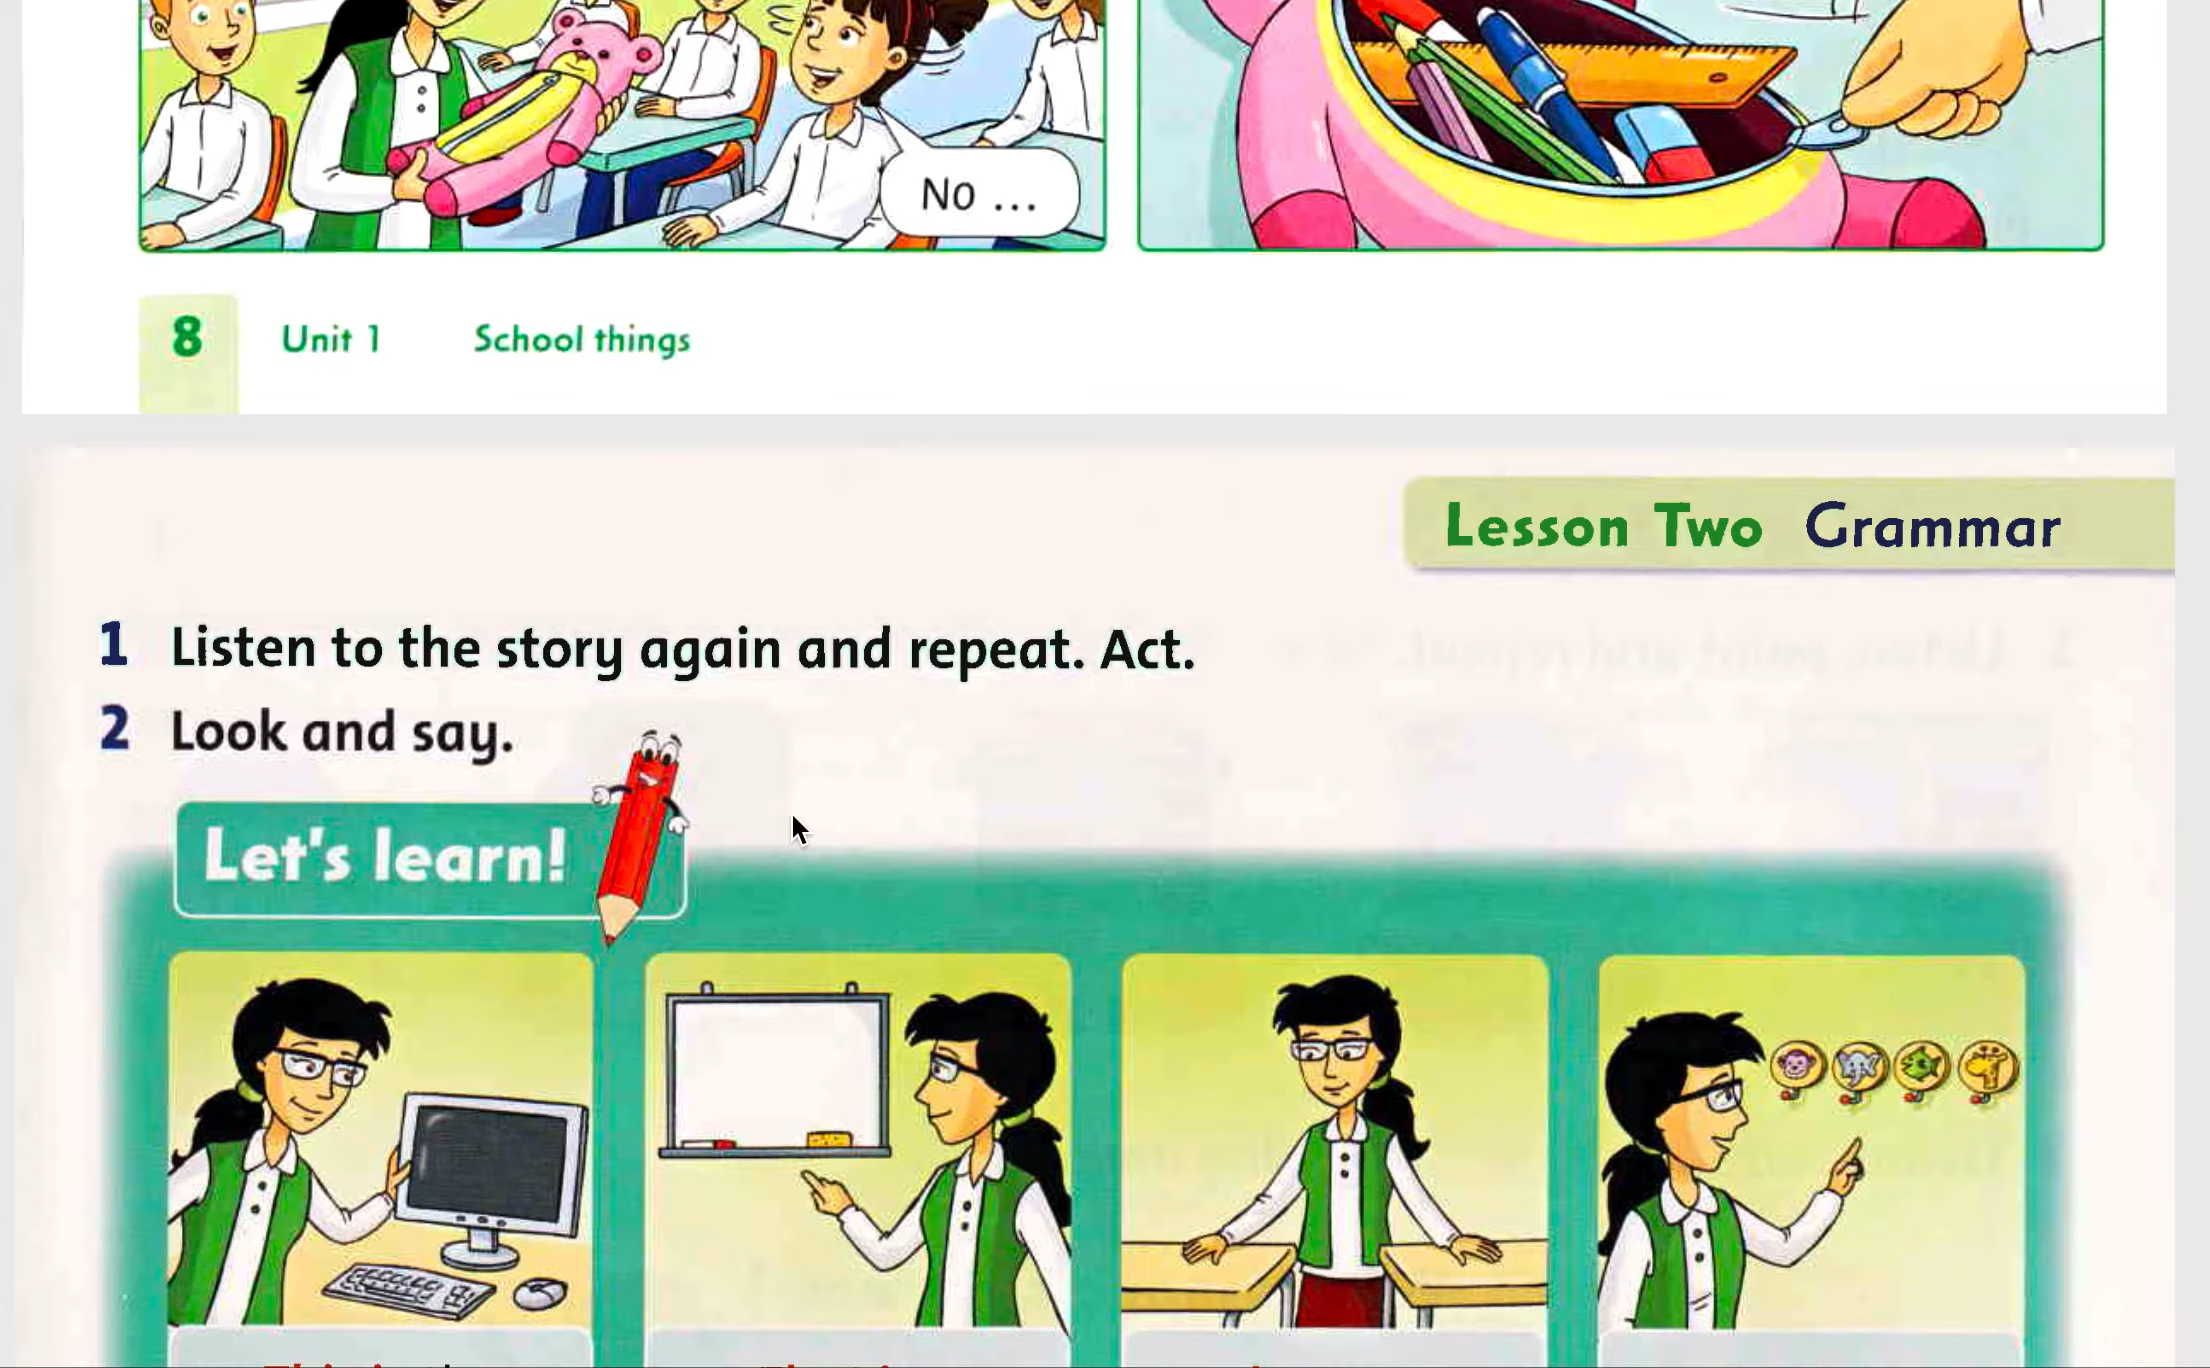 No ...
8 Unit 1 School things
Lesson Two Grammar
1 Listen to the story again and repeat. Act.
2 Look and say.
Let's learn!